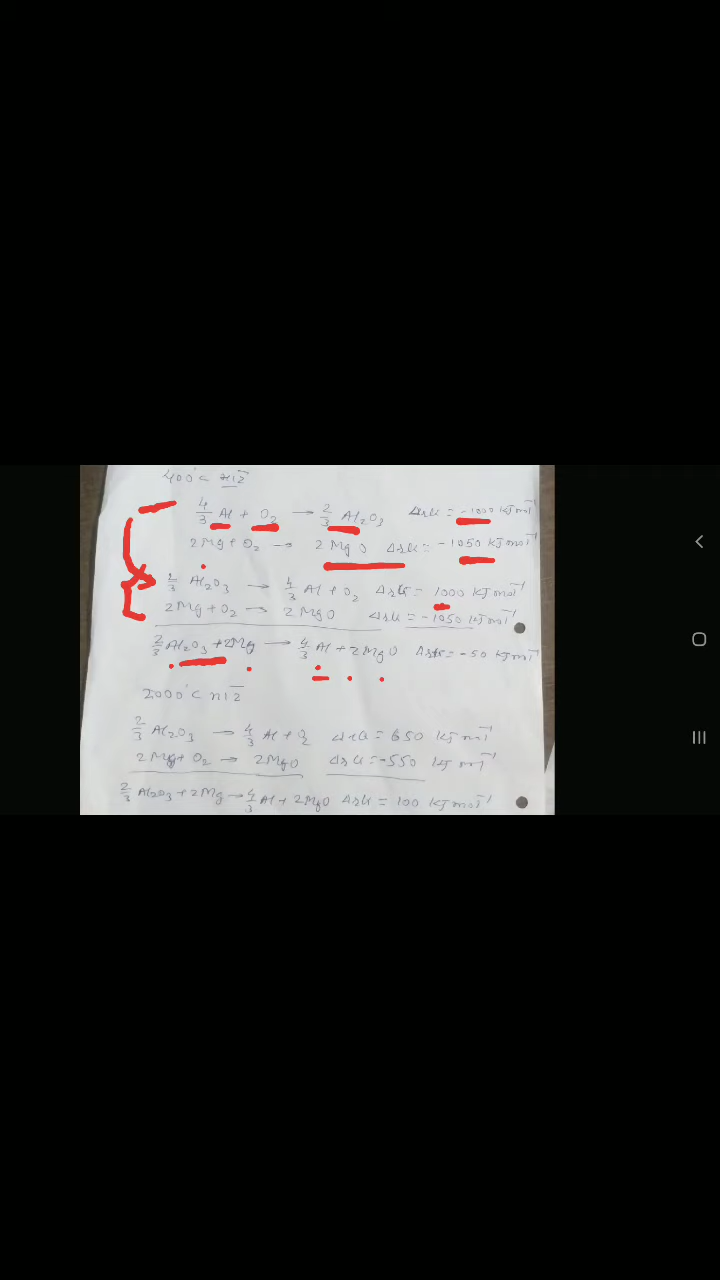 400°C
4/3 Al + O₂ → 2/3 Al₂O₃ ΔrG = -1000 KJ mol⁻¹
2Mg + O₂ → 2MgO ΔrG = -1050 KJ mol⁻¹
2/3 Al₂O₃ → 4/3 Al + O₂ ΔrG = 1000 KJ mol⁻¹
2Mg + O₂ → 2MgO ΔrG = -1050 KJ mol⁻¹
2/3 Al₂O₃ + 2Mg → 4/3 Al + 2MgO ΔrG = -50 KJ mol⁻¹
2000°C
2/3 Al₂O₃ → 4/3 Al + O₂ ΔrG = 650 KJ mol⁻¹
2Mg + O₂ → 2MgO ΔrG = -550 KJ mol⁻¹
2/3 Al₂O₃ + 2Mg → 4/3 Al + 2MgO ΔrG = 100 KJ mol⁻¹